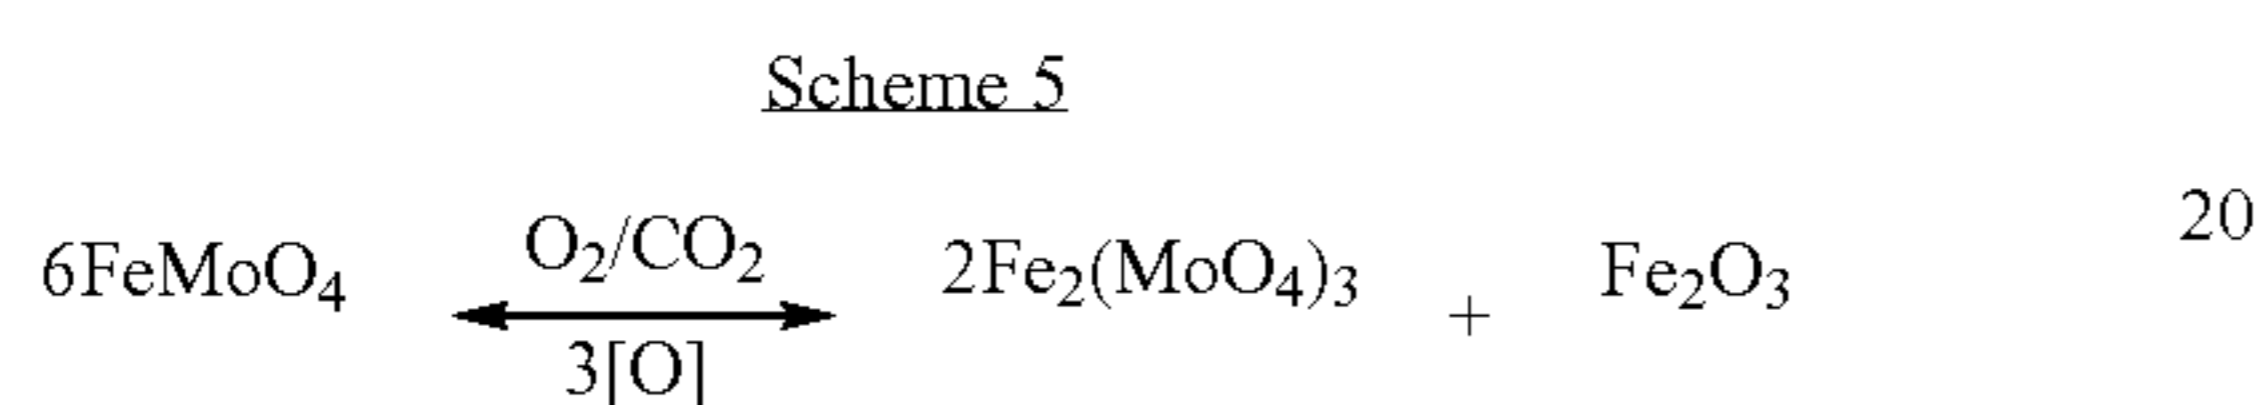 Scheme 5
20
O₂/CO₂
6FeMoO₄ 2Fe₂(MoO₄)₃ + Fe₂O₃
3[O]